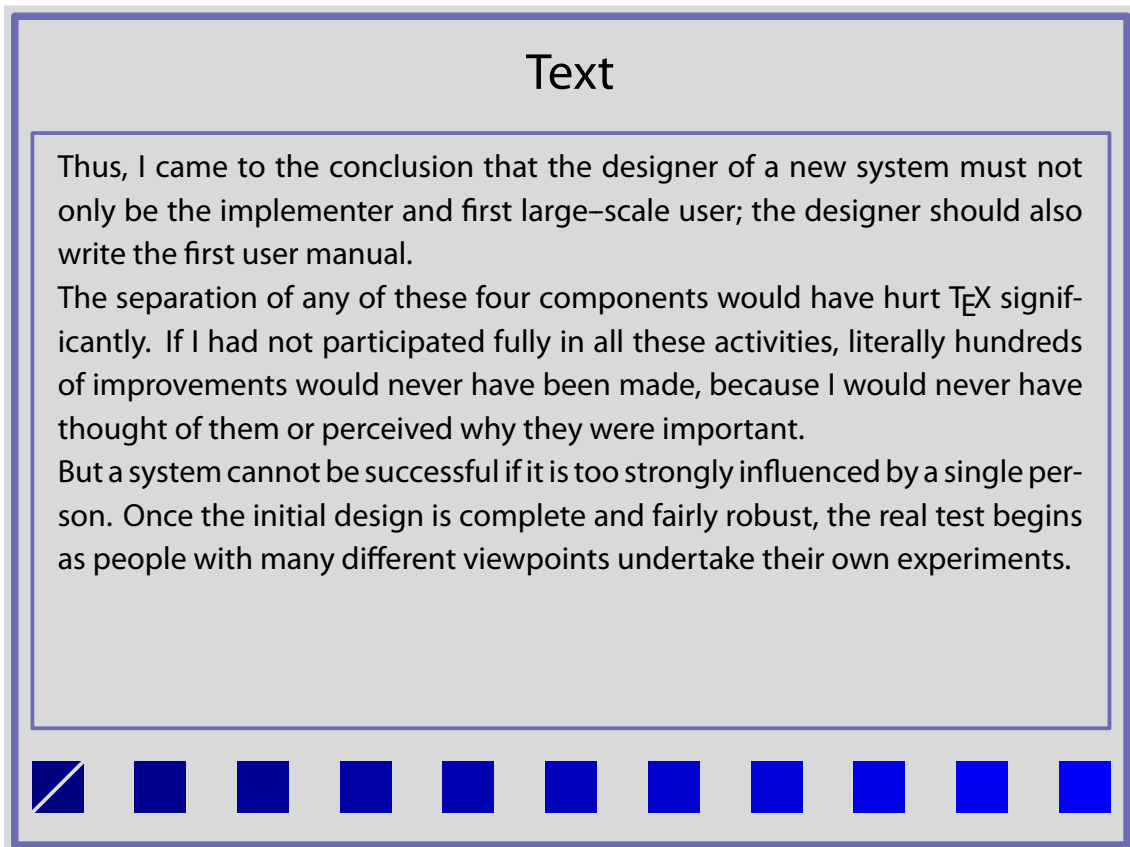 Text
Thus, I came to the conclusion that the designer of a new system must not
only be the implementer and first large–scale user; the designer should also
write the first user manual.
The separation of any of these four components would have hurt TEX signif-
icantly. If I had not participated fully in all these activities, literally hundreds
of improvements would never have been made, because I would never have
thought of them or perceived why they were important.
But a system cannot be successful if it is too strongly influenced by a single per-
son. Once the initial design is complete and fairly robust, the real test begins
as people with many different viewpoints undertake their own experiments.